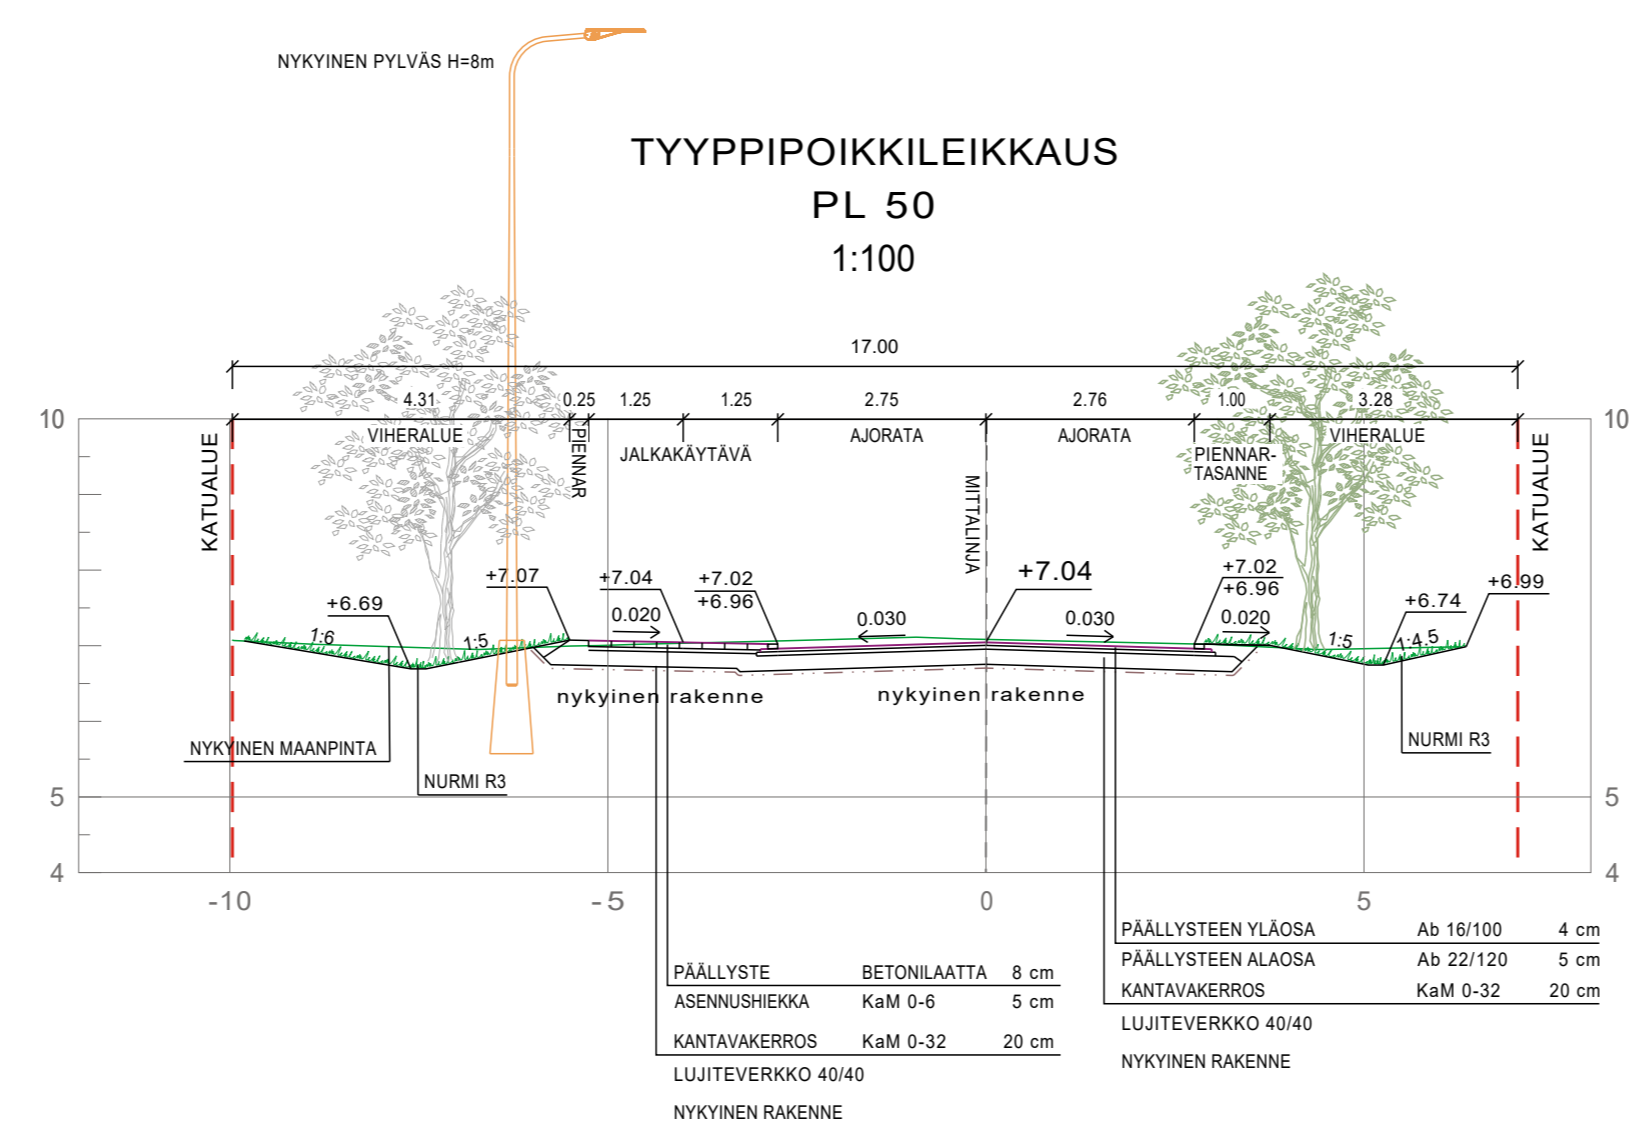 NYKYINEN PYLVÄS H=8m
TYYPPIPOIKKILEIKKAUS
PL 50
1:100
17.00
4.31 0.25 1.25 1.25 2.75 2.76 1.00 3.28
10 10
KATUALUE
VIHERALUE
PIENNAR
JALKAKÄYTÄVÄ
AJORATA
MITTALINJA
AJORATA
PIENNAR-
TASANNE
VIHERALUE
KATUALUE
+6.69
+7.07
+7.04
+7.02
+6.96
+7.04
+7.02
+6.96
+6.74
+6.99
1:6 1:5 0.020 0.030 0.030 0.020 1:5 1:4.5
nykyinen rakenne nykyinen rakenne
NYKYINEN MAANPINTA
NURMI R3
NURMI R3
5 5
4 4
-10 -5 0 5
PÄÄLLYSTE BETONILAATTA 8 cm
ASENNUSHIEKKA KaM 0-6 5 cm
KANTAVAKERROS KaM 0-32 20 cm
LUJITEVERKKO 40/40
NYKYINEN RAKENNE
PÄÄLLYSTEEN YLÄOSA Ab 16/100 4 cm
PÄÄLLYSTEEN ALAOSA Ab 22/120 5 cm
KANTAVAKERROS KaM 0-32 20 cm
LUJITEVERKKO 40/40
NYKYINEN RAKENNE